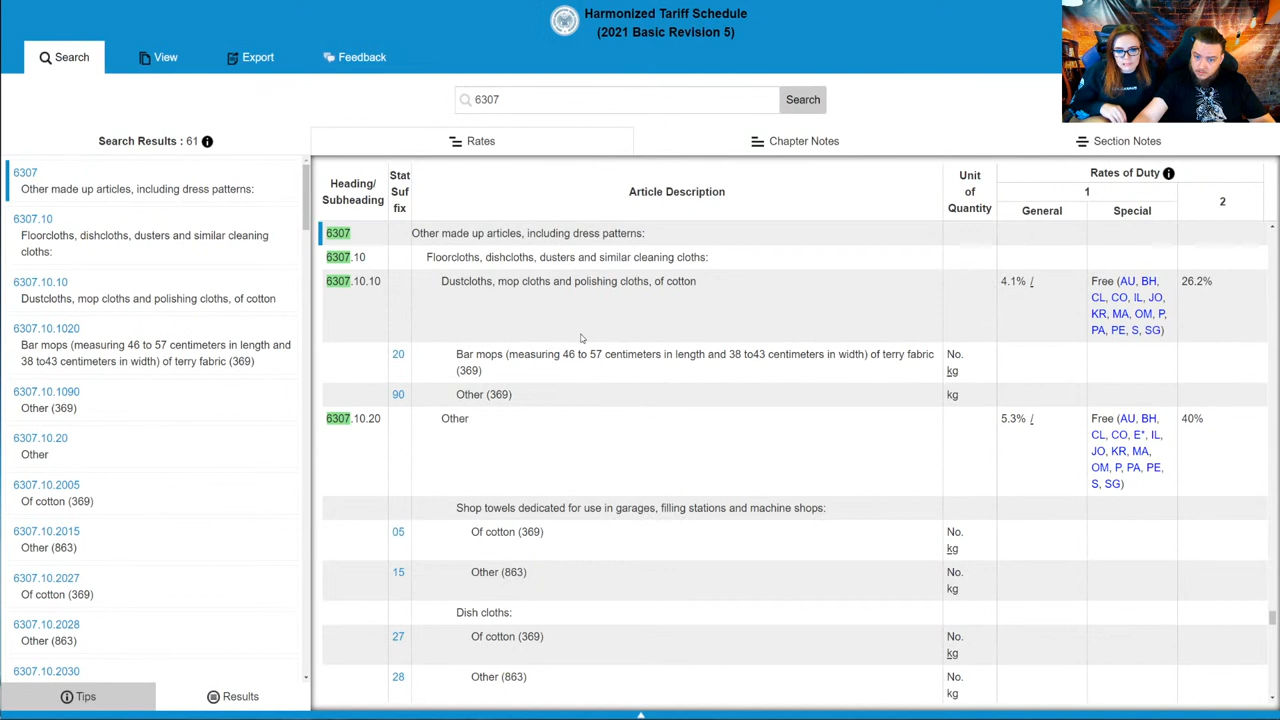 Harmonized Tariff Schedule
(2021 Basic Revision 5)
Search
View
Export
Feedback
6307
Search
Search Results : 61
Rates
Chapter Notes
Section Notes
6307
Other made up articles, including dress patterns:
6307.10
Floorcloths, dishcloths, dusters and similar cleaning
cloths:
6307.10.10
Dustcloths, mop cloths and polishing cloths, of cotton
6307.10.1020
Bar mops (measuring 46 to 57 centimeters in length and
38 to43 centimeters in width) of terry fabric (369)
6307.10.1090
Other (369)
6307.10.20
Other
6307.10.2005
Of cotton (369)
6307.10.2015
Other (863)
6307.10.2027
Of cotton (369)
6307.10.2028
Other (863)
6307.10.2030
Tips
Results
Heading/
Subheading
Stat
Suf
fix
Article Description
Unit
of
Quantity
Rates of Duty
1
2
General
Special
6307 Other made up articles, including dress patterns:
6307.10 Floorcloths, dishcloths, dusters and similar cleaning cloths:
6307.10.10 Dustcloths, mop cloths and polishing cloths, of cotton 4.1% / Free (AU, BH, 26.2%
CL, CO, IL, JO,
KR, MA, OM, P,
PA, PE, S, SG)
20 Bar mops (measuring 46 to 57 centimeters in length and 38 to43 centimeters in width) of terry fabric No.
(369) kg
90 Other (369) kg
6307.10.20 Other 5.3% / Free (AU, BH, 40%
CL, CO, E*, IL,
JO, KR, MA,
OM, P, PA, PE,
S, SG)
Shop towels dedicated for use in garages, filling stations and machine shops:
05 Of cotton (369) No.
kg
15 Other (863) No.
kg
Dish cloths:
27 Of cotton (369) No.
kg
28 Other (863) No.
kg